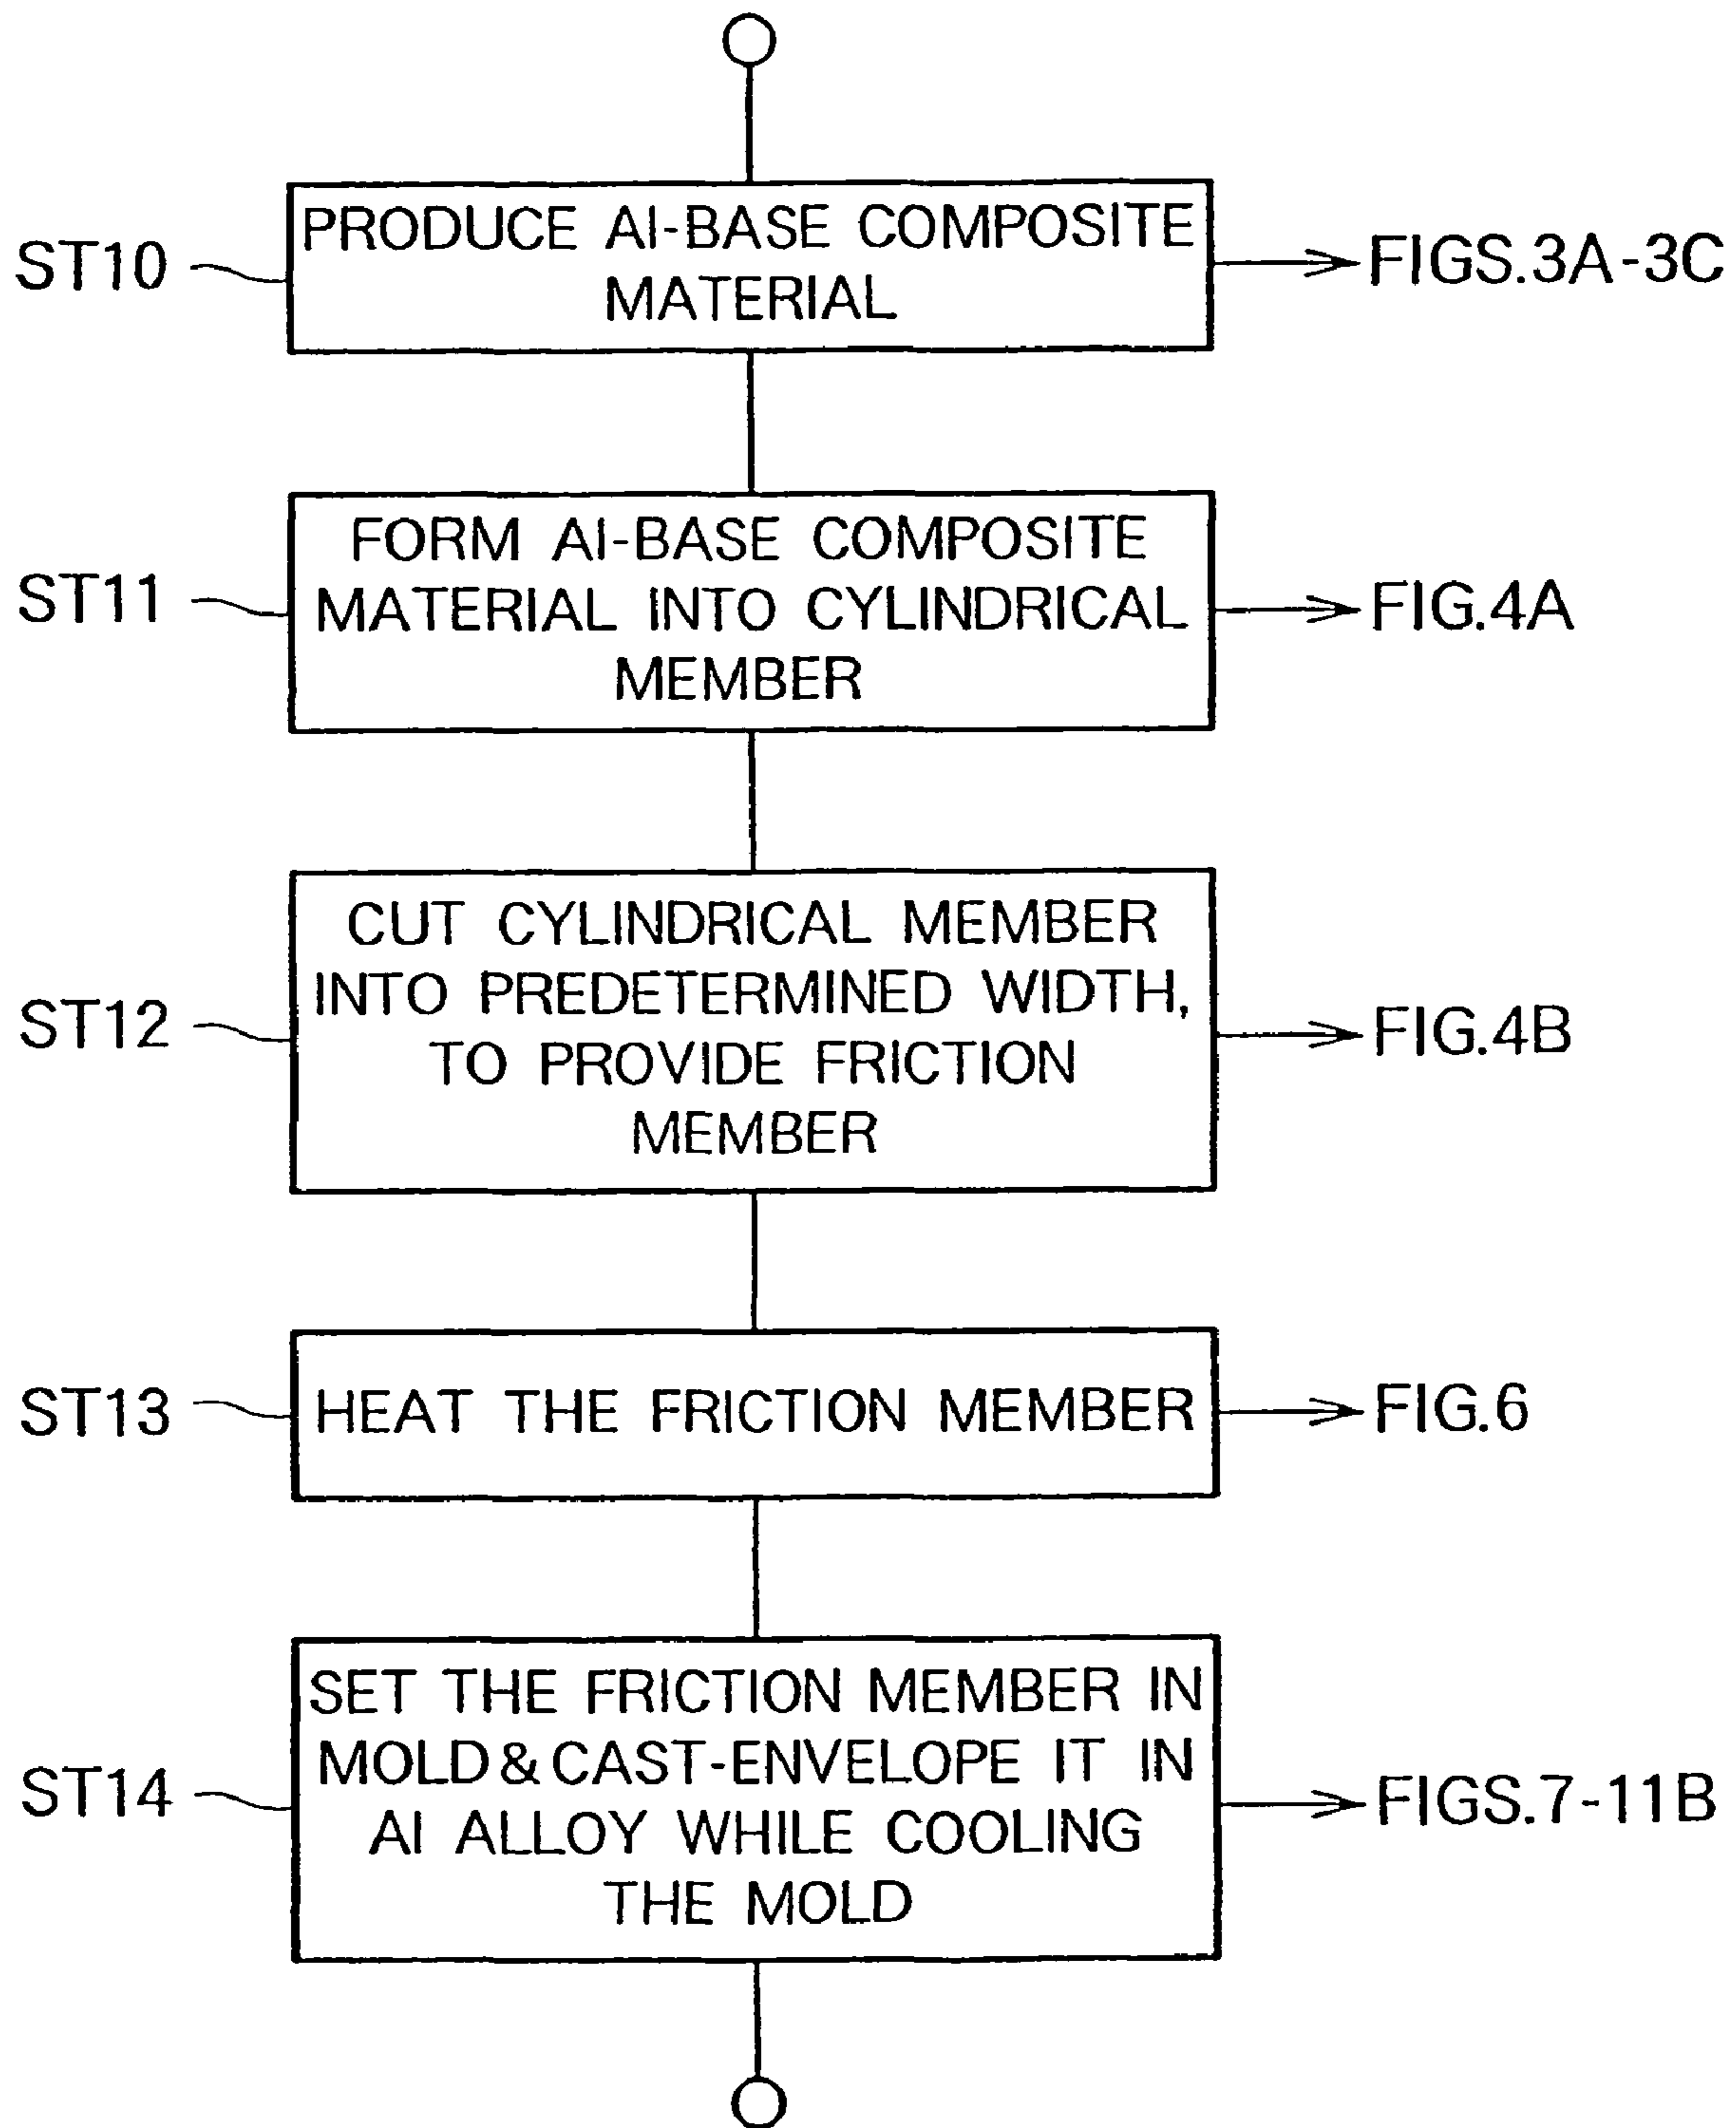 ST10
PRODUCE Al-BASE COMPOSITE
MATERIAL
FIGS.3A-3C
ST11
FORM Al-BASE COMPOSITE
MATERIAL INTO CYLINDRICAL
MEMBER
FIG.4A
ST12
CUT CYLINDRICAL MEMBER
INTO PREDETERMINED WIDTH,
TO PROVIDE FRICTION
MEMBER
FIG.4B
ST13
HEAT THE FRICTION MEMBER
FIG.6
ST14
SET THE FRICTION MEMBER IN
MOLD & CAST-ENVELOPE IT IN
Al ALLOY WHILE COOLING
THE MOLD
FIGS.7-11B